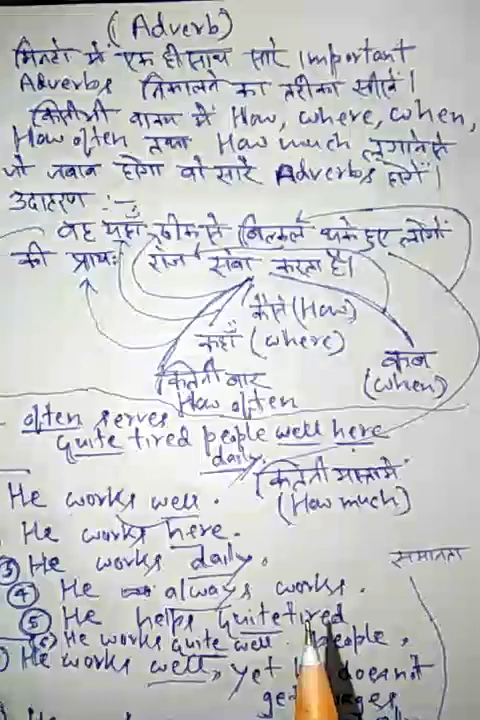 (Adverb)
मिनटो में एक ही साथ सारे Important
Adverbs निकालने का तरीका सीखें।
किसी भी वाक्य में How, where, when,
How often तथा How much लगाने से
जो जवाब होगा वो सारे Adverbs होंगे।
उदाहरण :-
वह यहाँ ठीक से बिल्कुल थके हुए लोगों
की प्राय: रोज सेवा करता है।
कैसे (How)
कहाँ (where)
कब
(when)
कितनी बार
How often
often serves
quite tired people well here
daily.
कितनी मात्रा में
(How much)
He works well.
He works here.
समानता
③ He works daily.
④ He always works.
⑤ He helps quite tired
people.
He works quite well.
He works well, yet he doesn't